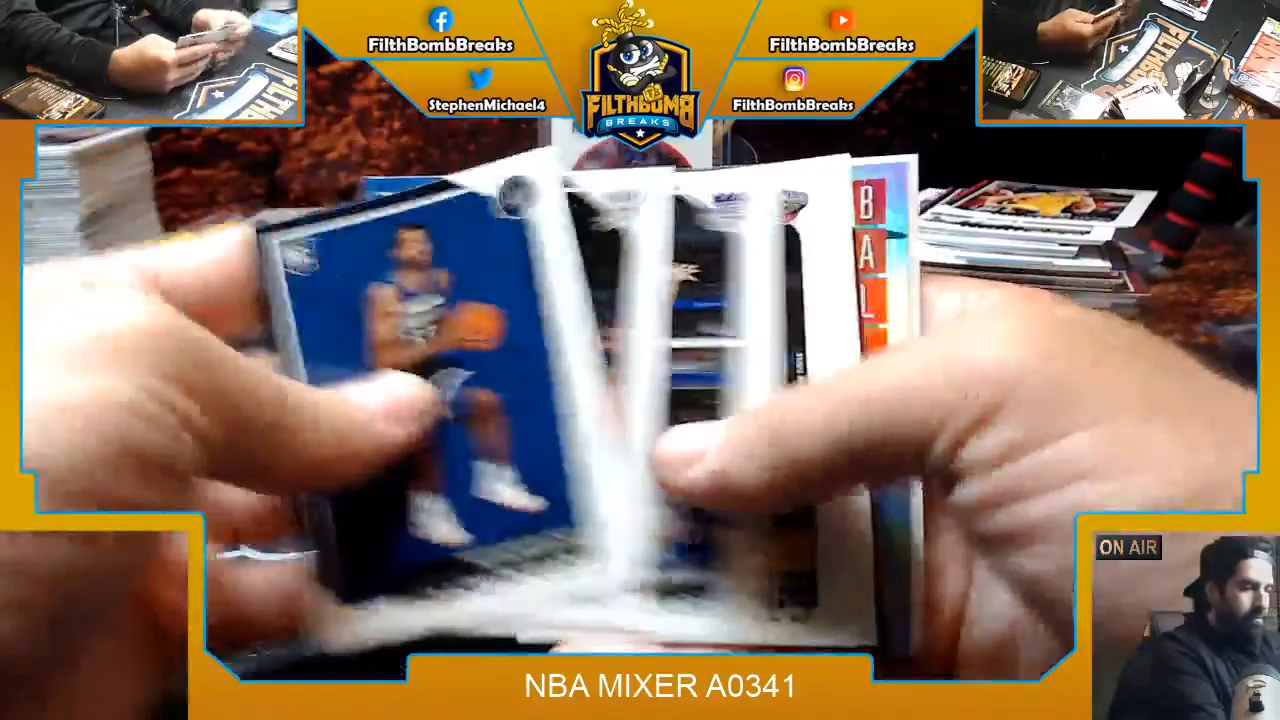 FilthBombBreaks
StephenMichael4
FILTHBOMB
BREAKS
FilthBombBreaks
FilthBombBreaks
B
A
L
ON AIR
NBA MIXER A0341